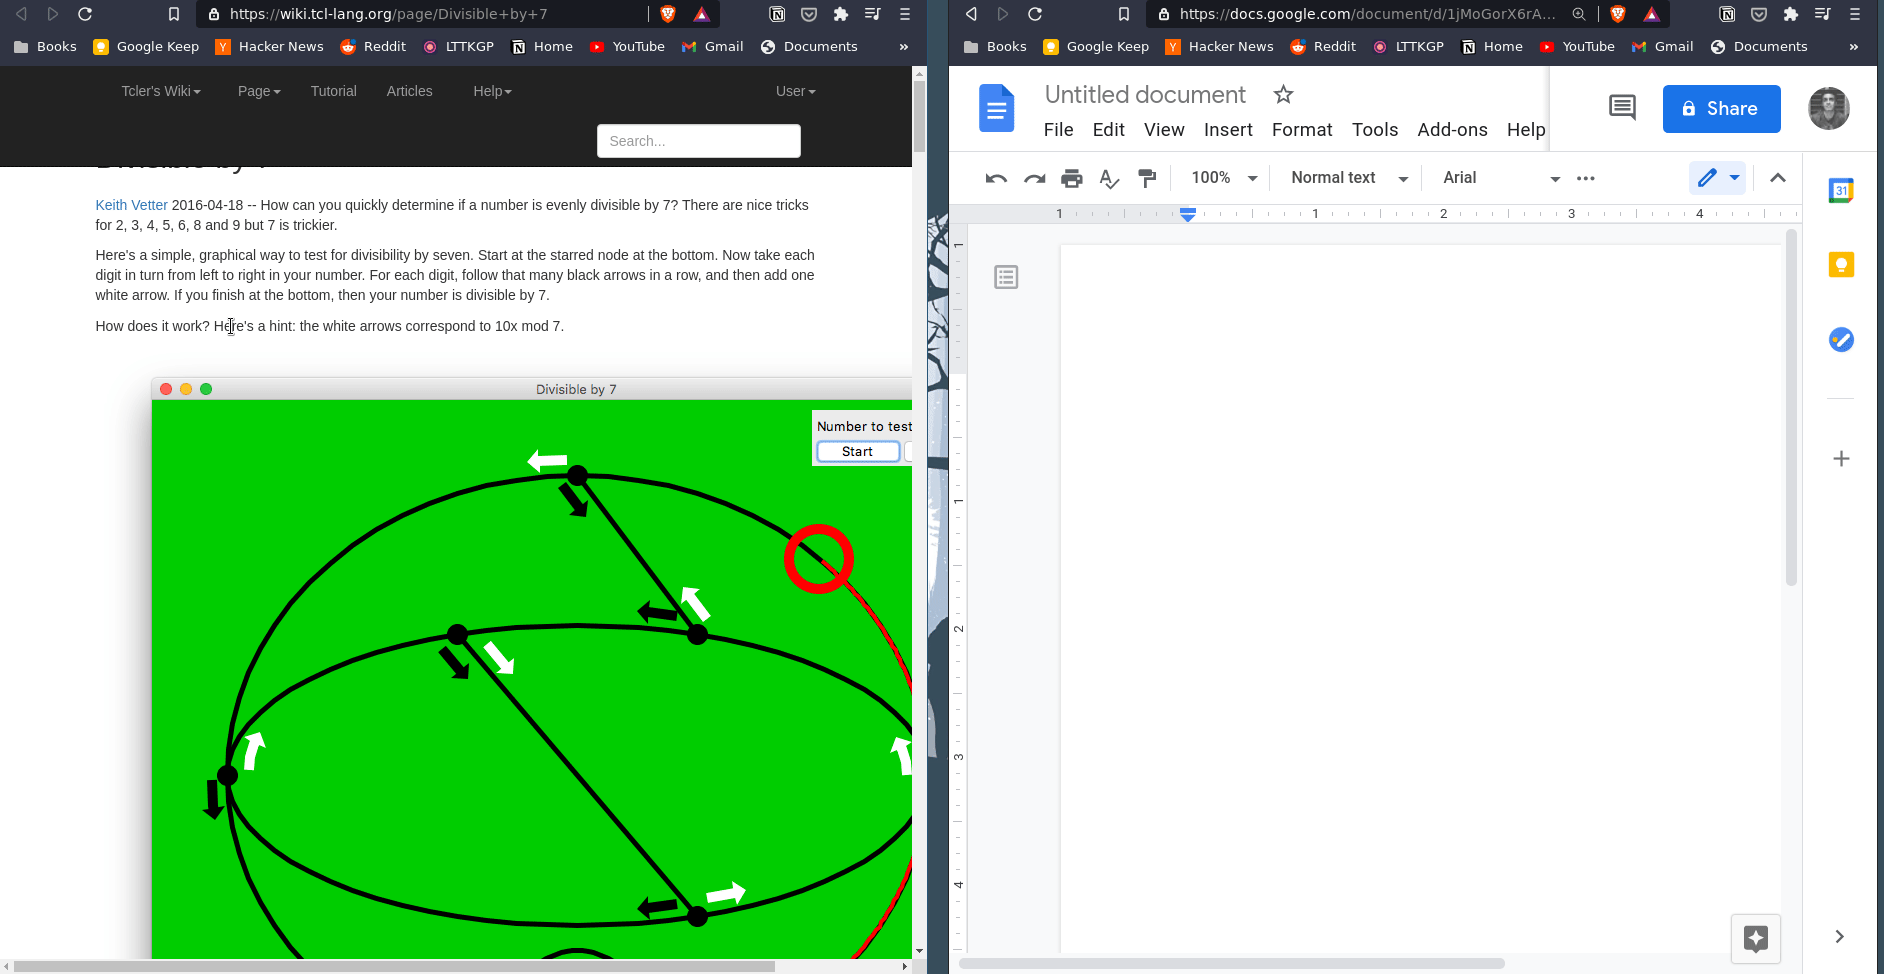 https://wiki.tcl-lang.org/page/Divisible+by+7
Books Google Keep Hacker News Reddit LTTKGP Home YouTube Gmail Documents »
Tcler's Wiki Page Tutorial Articles Help User
Search...
Divisible by 7
Keith Vetter 2016-04-18 -- How can you quickly determine if a number is evenly divisible by 7? There are nice tricks
for 2, 3, 4, 5, 6, 8 and 9 but 7 is trickier.
Here's a simple, graphical way to test for divisibility by seven. Start at the starred node at the bottom. Now take each
digit in turn from left to right in your number. For each digit, follow that many black arrows in a row, and then add one
white arrow. If you finish at the bottom, then your number is divisible by 7.
How does it work? Here's a hint: the white arrows correspond to 10x mod 7.
Divisible by 7
Number to test
Start
https://docs.google.com/document/d/1jMoGorX6rA...
Books Google Keep Hacker News Reddit LTTKGP Home YouTube Gmail Documents »
Untitled document
Share
File Edit View Insert Format Tools Add-ons Help
100% Normal text Arial
31
1 1 2 3 4
1
1
2
3
4